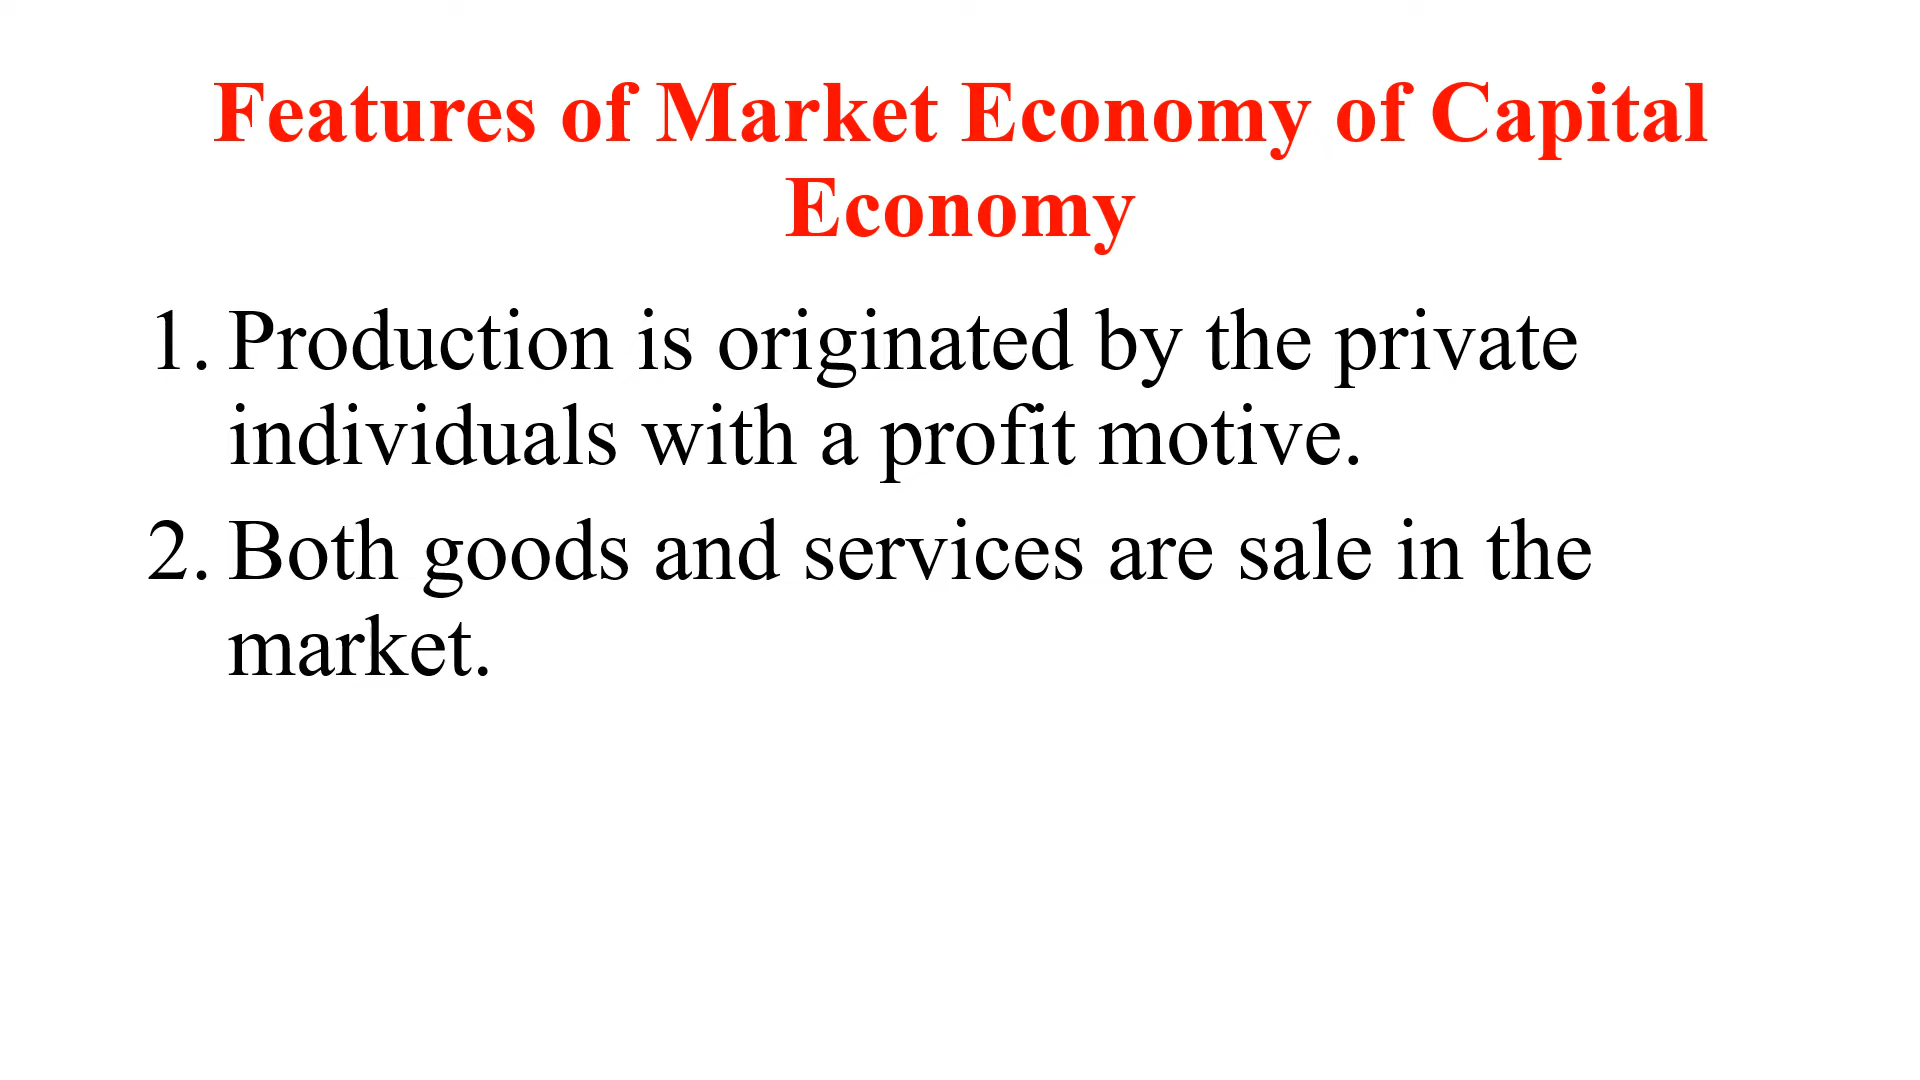 Features of Market Economy of Capital
Economy
1. Production is originated by the private
individuals with a profit motive.
2. Both goods and services are sale in the
market.